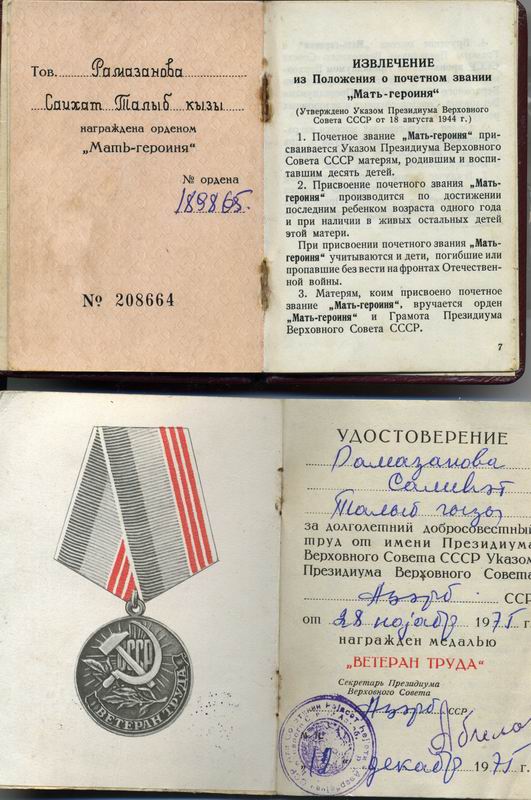 Тов. Рамазанова
Саихат Талыб кызы
награждена орденом
„Мать-героиня“
№ ордена
189865.
№ 208664
ИЗВЛЕЧЕНИЕ
из Положения о почетном звании
„Мать-героиня“
(Утверждено Указом Президиума Верховного
Совета СССР от 18 августа 1944 г.)
1. Почетное звание „Мать-героиня“ при-
сваивается Указом Президиума Верховного
Совета СССР матерям, родившим и воспи-
тавшим десять детей.
2. Присвоение почетного звания „Мать-
героиня“ производится по достижении
последним ребенком возраста одного года
и при наличии в живых остальных детей
этой матери.
При присвоении почетного звания „Мать-
героиня“ учитываются и дети, погибшие или
пропавшие без вести на фронтах Отечествен-
ной войны.
3. Матерям, коим присвоено почетное
звание „Мать-героиня“, вручается орден
„Мать-героиня“ и Грамота Президиума
Верховного Совета СССР.
7
СССР
ВЕТЕРАН ТРУДА
УДОСТОВЕРЕНИЕ
Рамазанова
Талыб гызы
за долголетний добросовестный
труд от имени Президиума
Верховного Совета СССР Указом
Президиума Верховного Совета
Азәрб. ССР
от 28 нојабр 1975 г.
награжден медалью
„ВЕТЕРАН ТРУДА“
Секретарь Президиума
Верховного Совета
Азәрб ССР
декабр 1975 г.